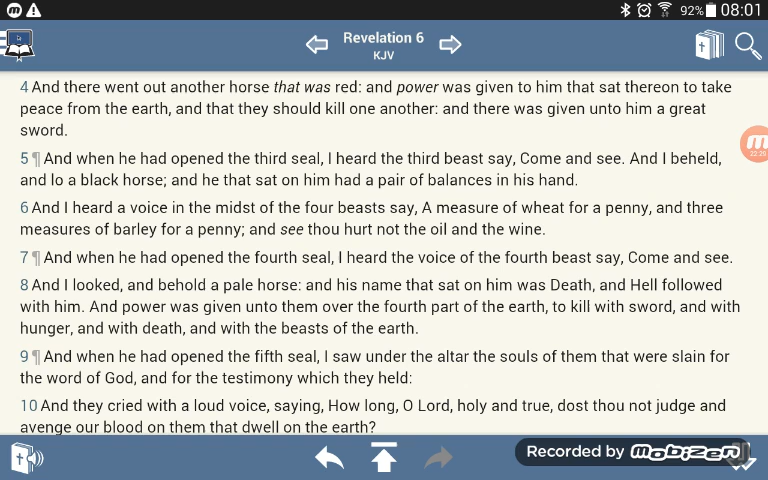 92% 08:01
Revelation 6
KJV
4 And there went out another horse that was red: and power was given to him that sat thereon to take
peace from the earth, and that they should kill one another: and there was given unto him a great
sword.
22:20
5 ¶ And when he had opened the third seal, I heard the third beast say, Come and see. And I beheld,
and lo a black horse; and he that sat on him had a pair of balances in his hand.
6 And I heard a voice in the midst of the four beasts say, A measure of wheat for a penny, and three
measures of barley for a penny; and see thou hurt not the oil and the wine.
7 ¶ And when he had opened the fourth seal, I heard the voice of the fourth beast say, Come and see.
8 And I looked, and behold a pale horse: and his name that sat on him was Death, and Hell followed
with him. And power was given unto them over the fourth part of the earth, to kill with sword, and with
hunger, and with death, and with the beasts of the earth.
9 ¶ And when he had opened the fifth seal, I saw under the altar the souls of them that were slain for
the word of God, and for the testimony which they held:
10 And they cried with a loud voice, saying, How long, O Lord, holy and true, dost thou not judge and
avenge our blood on them that dwell on the earth?
Recorded by mobizen